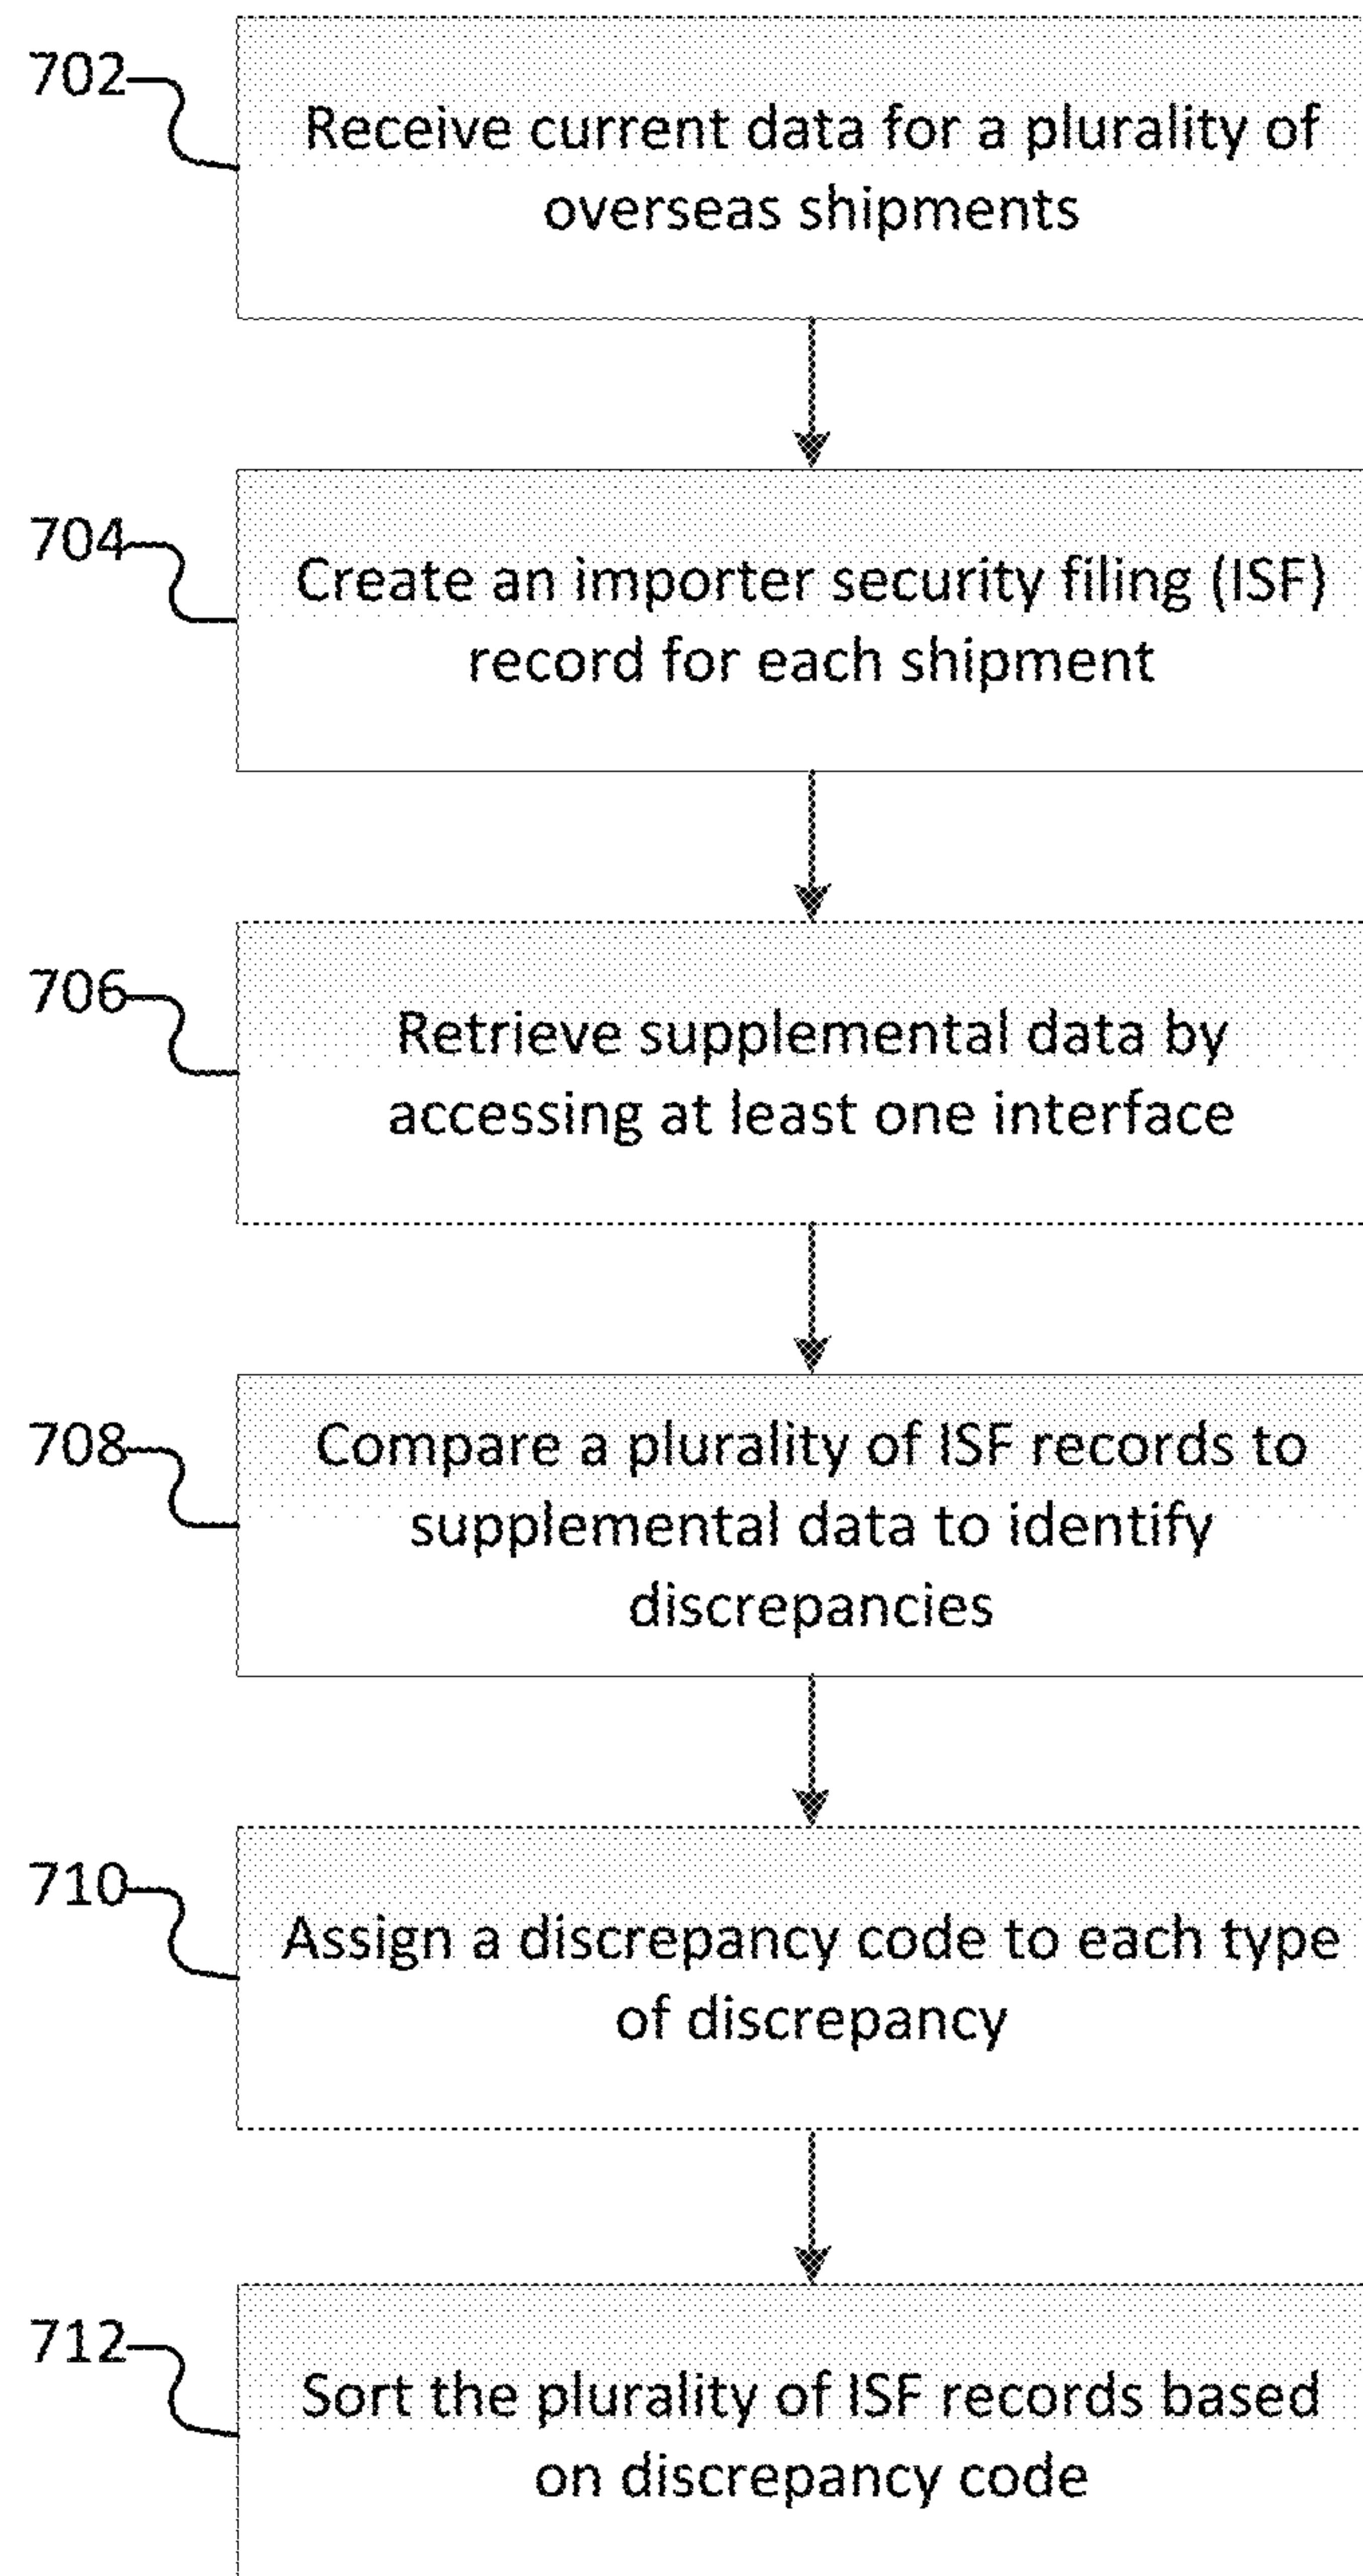 702
Receive current data for a plurality of
overseas shipments
704
Create an importer security filing (ISF)
record for each shipment
706
Retrieve supplemental data by
accessing at least one interface
708
Compare a plurality of ISF records to
supplemental data to identify
discrepancies
710
Assign a discrepancy code to each type
of discrepancy
712
Sort the plurality of ISF records based
on discrepancy code